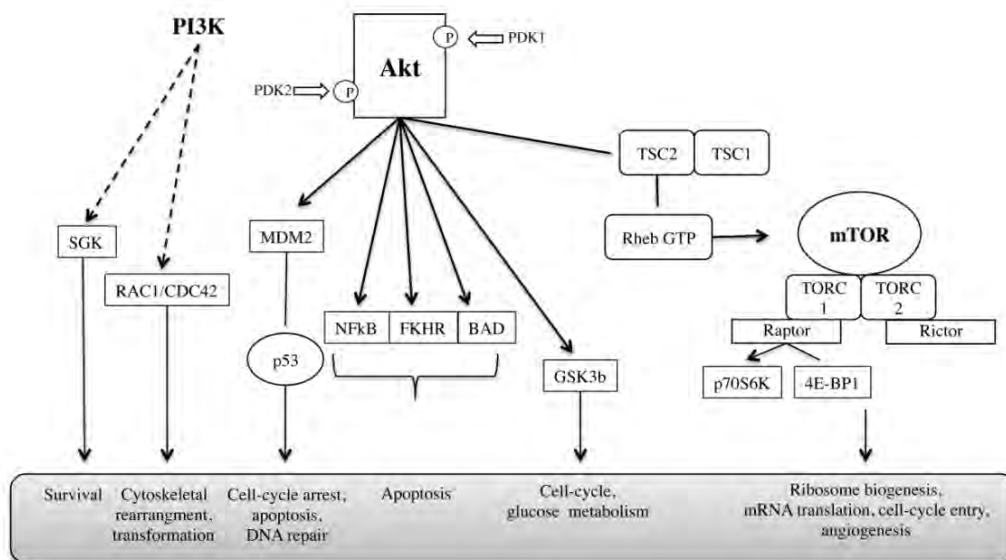 PI3K
Akt
P
PDK1
PDK2
P
TSC2
TSC1
SGK
MDM2
Rheb GTP
mTOR
RAC1/CDC42
TORC
1
TORC
2
NFkB
FKHR
BAD
Raptor
Rictor
p53
GSK3b
p70S6K
4E-BP1
Survival
Cytoskeletal
rearrangment,
transformation
Cell-cycle arrest,
apoptosis,
DNA repair
Apoptosis
Cell-cycle,
glucose metabolism
Ribosome biogenesis,
mRNA translation, cell-cycle entry,
angiogenesis